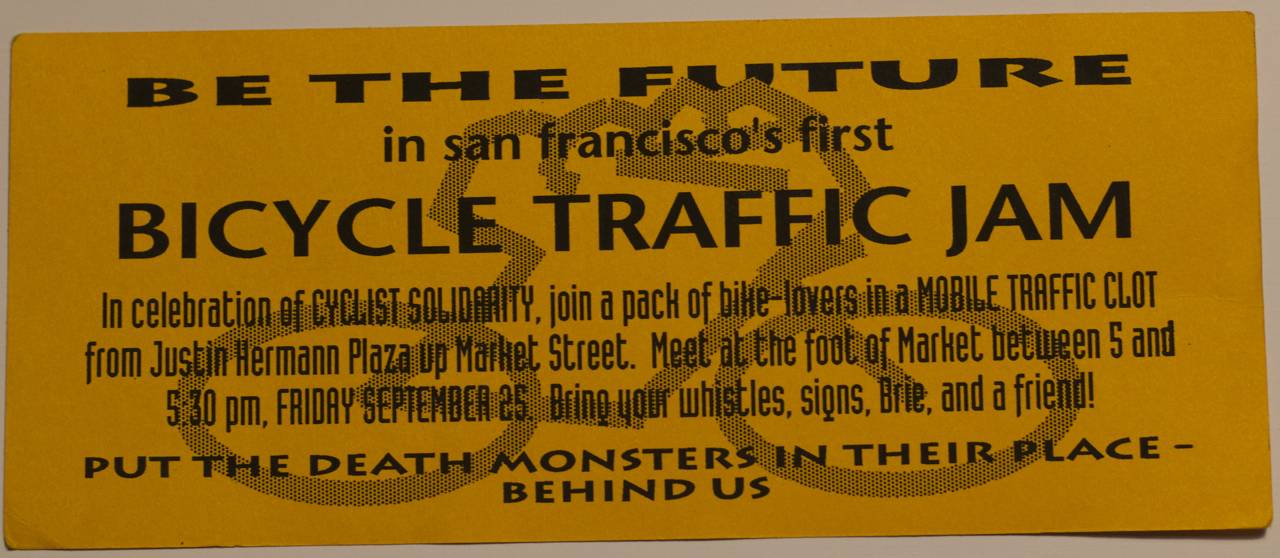 BE THE FUTURE
in san francisco's first
BICYCLE TRAFFIC JAM
In celebration of CYCLIST SOLIDARITY, join a pack of bike-lovers in a MOBILE TRAFFIC CLOT
from Justin Hermann Plaza up Market Street. Meet at the foot of Market between 5 and
5:30 pm, FRIDAY SEPTEMBER 25. Bring your whistles, signs, Brie, and a friend!
PUT THE DEATH MONSTERS IN THEIR PLACE -
BEHIND US